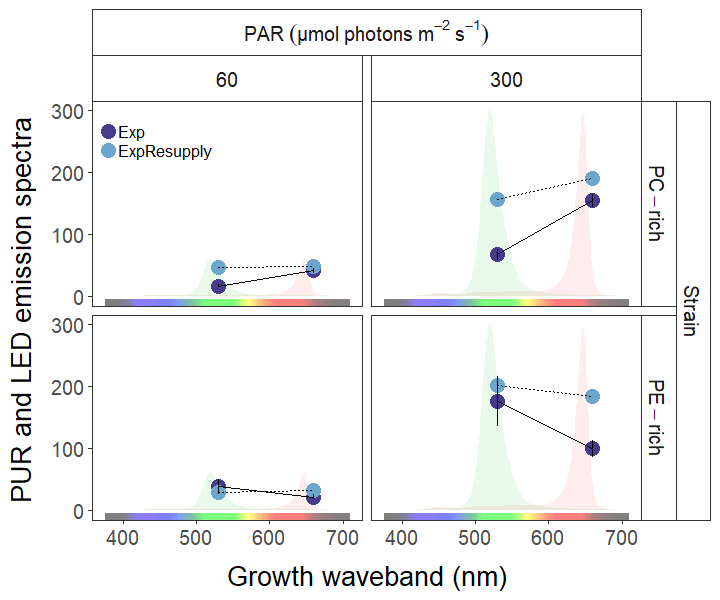 PAR (µmol photons m⁻² s⁻¹)
60
300
300
200
100
0
Exp
ExpResupply
PC – rich
300
200
100
0
PE – rich
Strain
400 500 600 700
400 500 600 700
PUR and LED emission spectra
Growth waveband (nm)